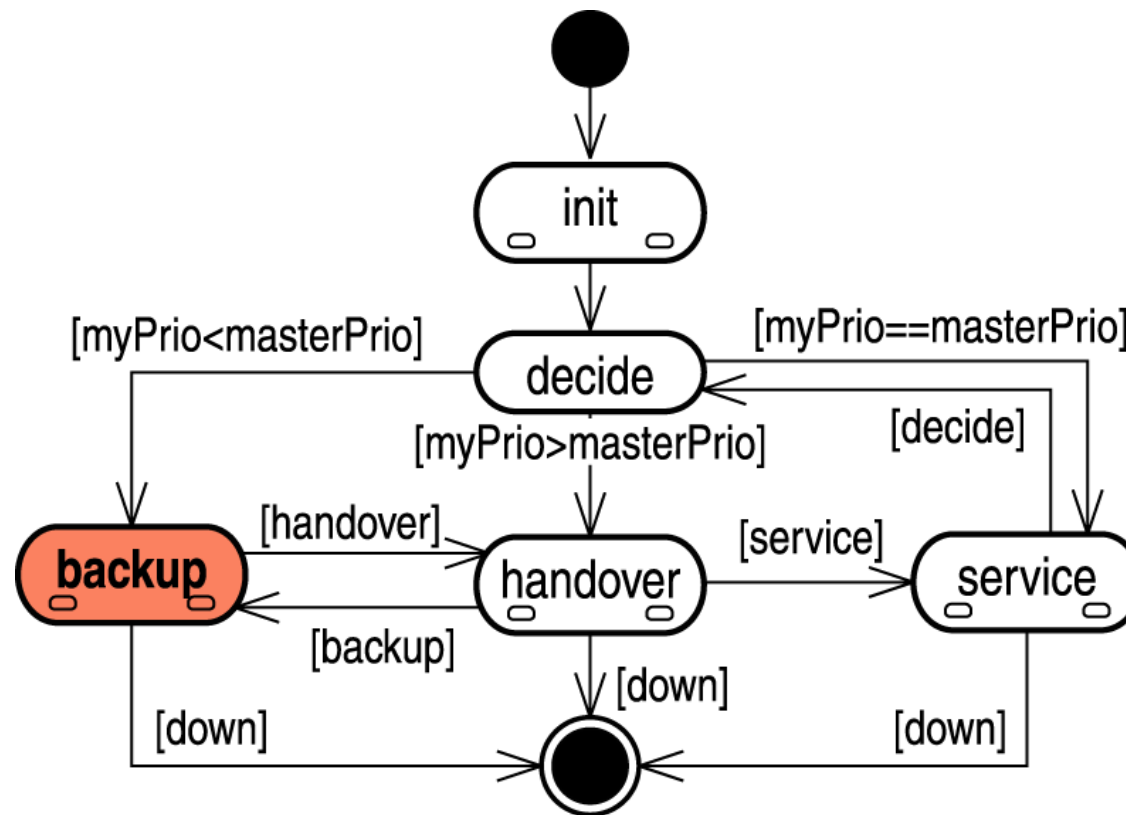 init
[myPrio<masterPrio]
[myPrio==masterPrio]
decide
[decide]
[myPrio>masterPrio]
[handover]
[service]
backup
handover
service
[backup]
[down]
[down]
[down]